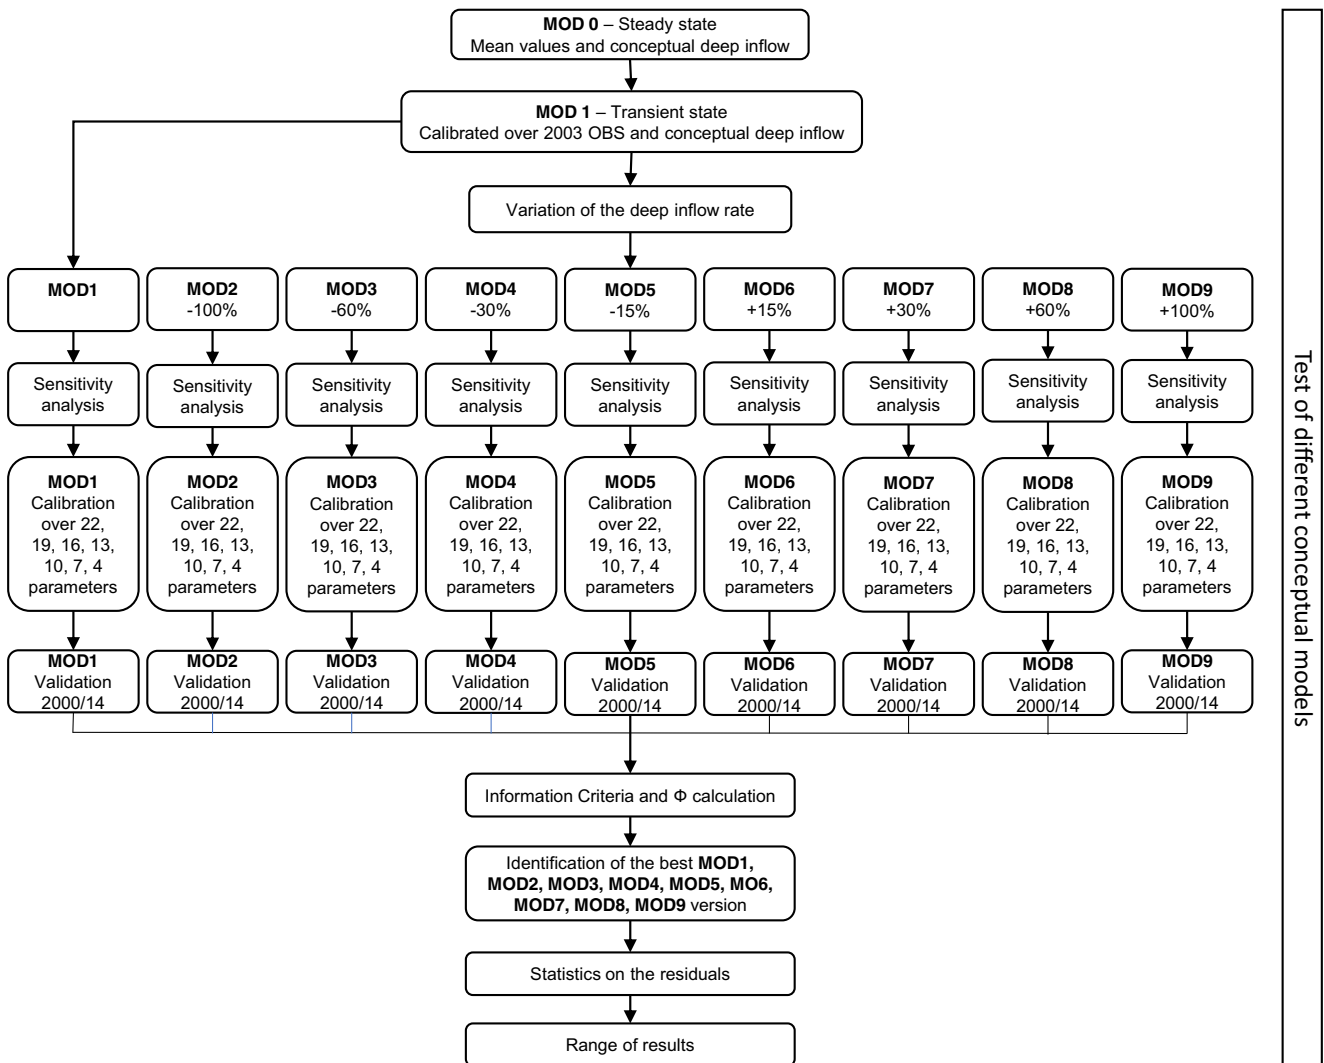 MOD 0 – Steady state
Mean values and conceptual deep inflow
MOD 1 – Transient state
Calibrated over 2003 OBS and conceptual deep inflow
Variation of the deep inflow rate
MOD1
MOD2
-100%
MOD3
-60%
MOD4
-30%
MOD5
-15%
MOD6
+15%
MOD7
+30%
MOD8
+60%
MOD9
+100%
Sensitivity
analysis
Sensitivity
analysis
Sensitivity
analysis
Sensitivity
analysis
Sensitivity
analysis
Sensitivity
analysis
Sensitivity
analysis
Sensitivity
analysis
Sensitivity
analysis
MOD1
Calibration
over 22,
19, 16, 13,
10, 7, 4
parameters
MOD2
Calibration
over 22,
19, 16, 13,
10, 7, 4
parameters
MOD3
Calibration
over 22,
19, 16, 13,
10, 7, 4
parameters
MOD4
Calibration
over 22,
19, 16, 13,
10, 7, 4
parameters
MOD5
Calibration
over 22,
19, 16, 13,
10, 7, 4
parameters
MOD6
Calibration
over 22,
19, 16, 13,
10, 7, 4
parameters
MOD7
Calibration
over 22,
19, 16, 13,
10, 7, 4
parameters
MOD8
Calibration
over 22,
19, 16, 13,
10, 7, 4
parameters
MOD9
Calibration
over 22,
19, 16, 13,
10, 7, 4
parameters
MOD1
Validation
2000/14
MOD2
Validation
2000/14
MOD3
Validation
2000/14
MOD4
Validation
2000/14
MOD5
Validation
2000/14
MOD6
Validation
2000/14
MOD7
Validation
2000/14
MOD8
Validation
2000/14
MOD9
Validation
2000/14
Information Criteria and Φ calculation
Identification of the best MOD1,
MOD2, MOD3, MOD4, MOD5, MO6,
MOD7, MOD8, MOD9 version
Statistics on the residuals
Range of results
Test of different conceptual models